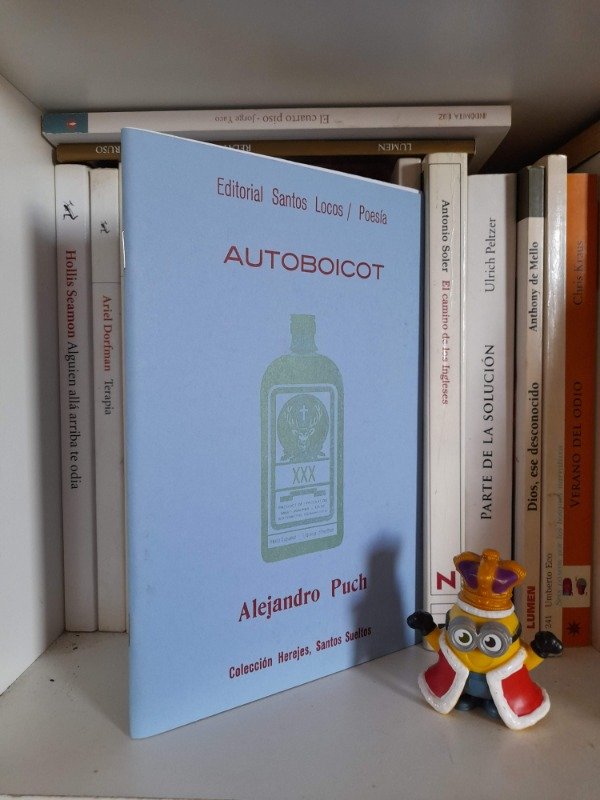 El cuarto piso - Jorge Yaco
LUMEN
Editorial Santos Locos / Poesía
AUTOBOICOT
XXX
Alejandro Puch
Colección Herejes, Santos Sueltos
Hollis Seamon Alguien allá arriba te odia
Ariel Dorfman Terapia
Antonio Soler El camino de los Ingleses
Ulrich Peltzer PARTE DE LA SOLUCIÓN
Anthony de Mello Dios, ese desconocido LUMEN
241 Umberto Eco
Chris Kraus VERANO DEL ODIO